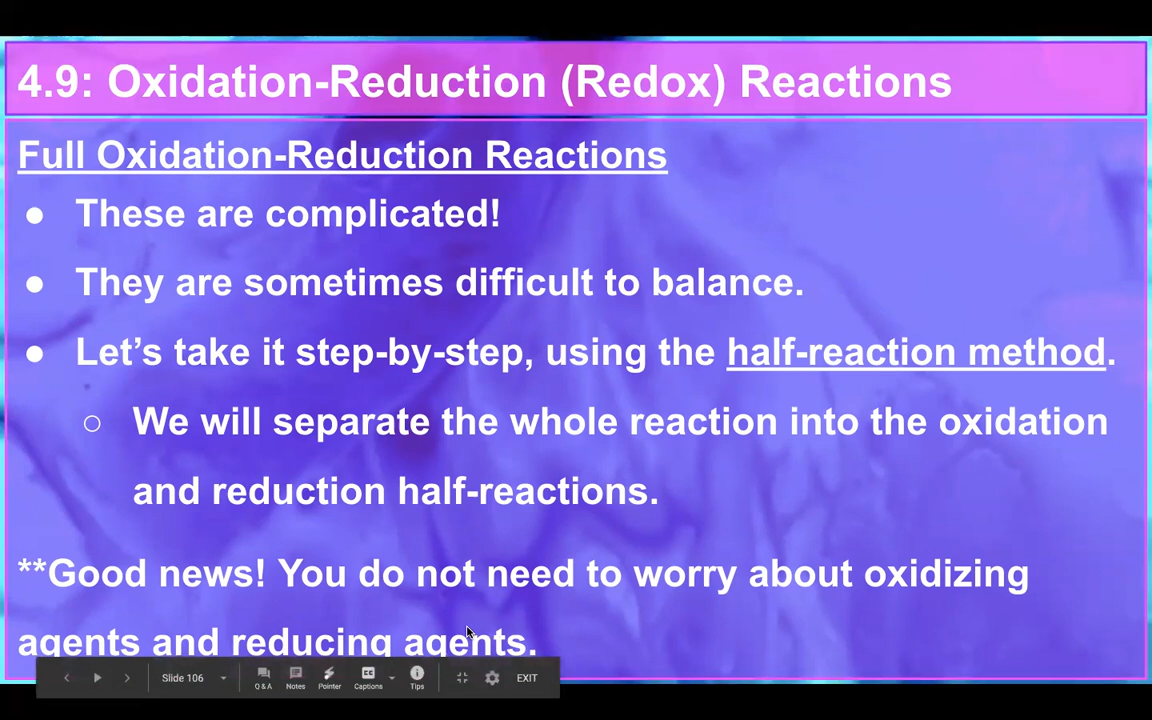 4.9: Oxidation-Reduction (Redox) Reactions
Full Oxidation-Reduction Reactions
● These are complicated!
● They are sometimes difficult to balance.
● Let’s take it step-by-step, using the half-reaction method.
○ We will separate the whole reaction into the oxidation
and reduction half-reactions.
**Good news! You do not need to worry about oxidizing
agents and reducing agents.
Slide 106 Q & A Notes Pointer CC Captions Tips EXIT